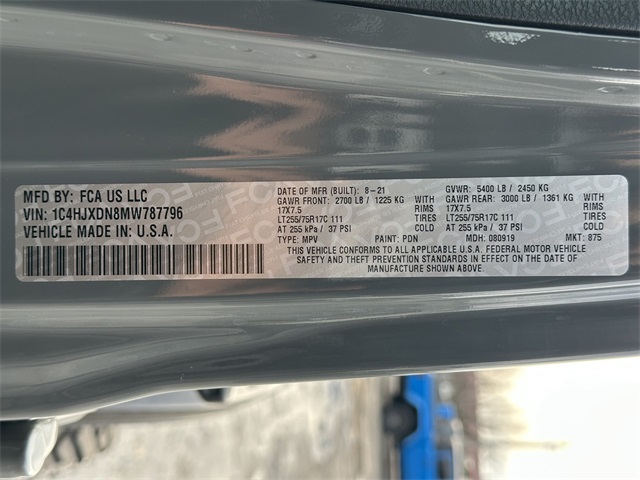 MFD BY: FCA US LLC
VIN: 1C4HJXDN8MW787796
VEHICLE MADE IN: U.S.A.
DATE OF MFR (BUILT): 8-21 GVWR: 5400 LB / 2450 KG
GAWR FRONT: 2700 LB / 1225 KG WITH GAWR REAR: 3000 LB / 1361 KG WITH
17X7.5 RIMS 17X7.5 RIMS
LT255/75R17C 111 TIRES LT255/75R17C 111 TIRES
AT 255 kPa / 37 PSI COLD AT 255 kPa / 37 PSI COLD
TYPE: MPV PAINT: PDN MDH: 080919 MKT: 875
THIS VEHICLE CONFORMS TO ALL APPLICABLE U.S.A. FEDERAL MOTOR VEHICLE
SAFETY AND THEFT PREVENTION STANDARDS IN EFFECT ON THE DATE OF
MANUFACTURE SHOWN ABOVE.